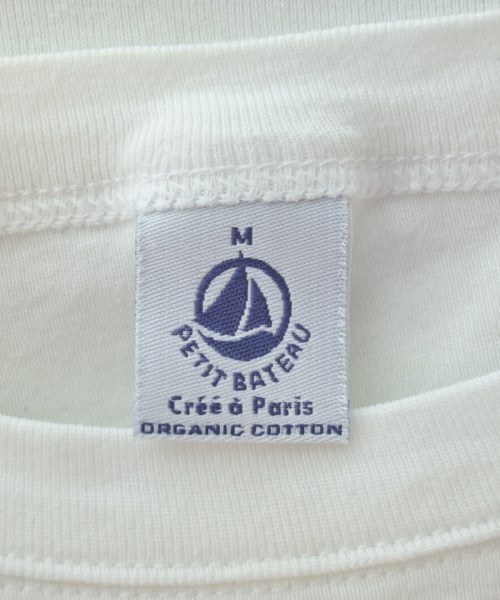 M
PETIT BATEAU
Créé à Paris
ORGANIC COTTON